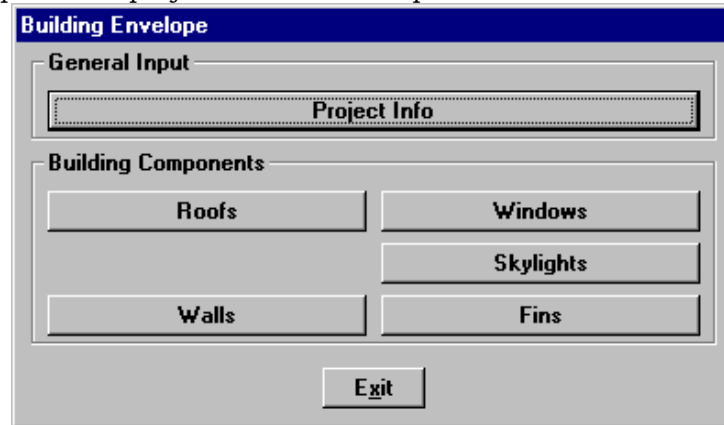 Building Envelope
General Input
Project Info
Building Components
Roofs Windows
Skylights
Walls Fins
Exit